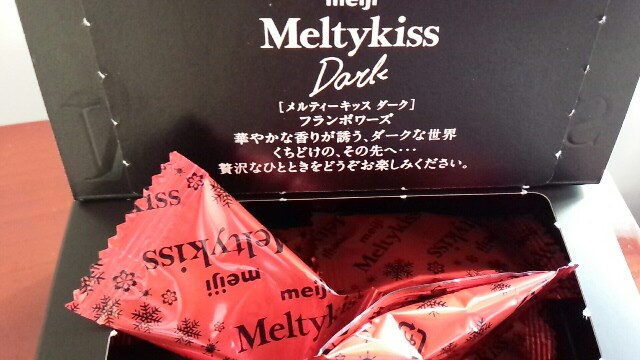 meiji
Meltykiss
Dark
[メルティーキッス ダーク]
フランボワーズ
華やかな香りが誘う、ダークな世界
くちどけの、その先へ…
贅沢なひとときをどうぞお楽しみください。
kiss
Meltykiss
meiji
Meltykiss
meiji
Meltyk